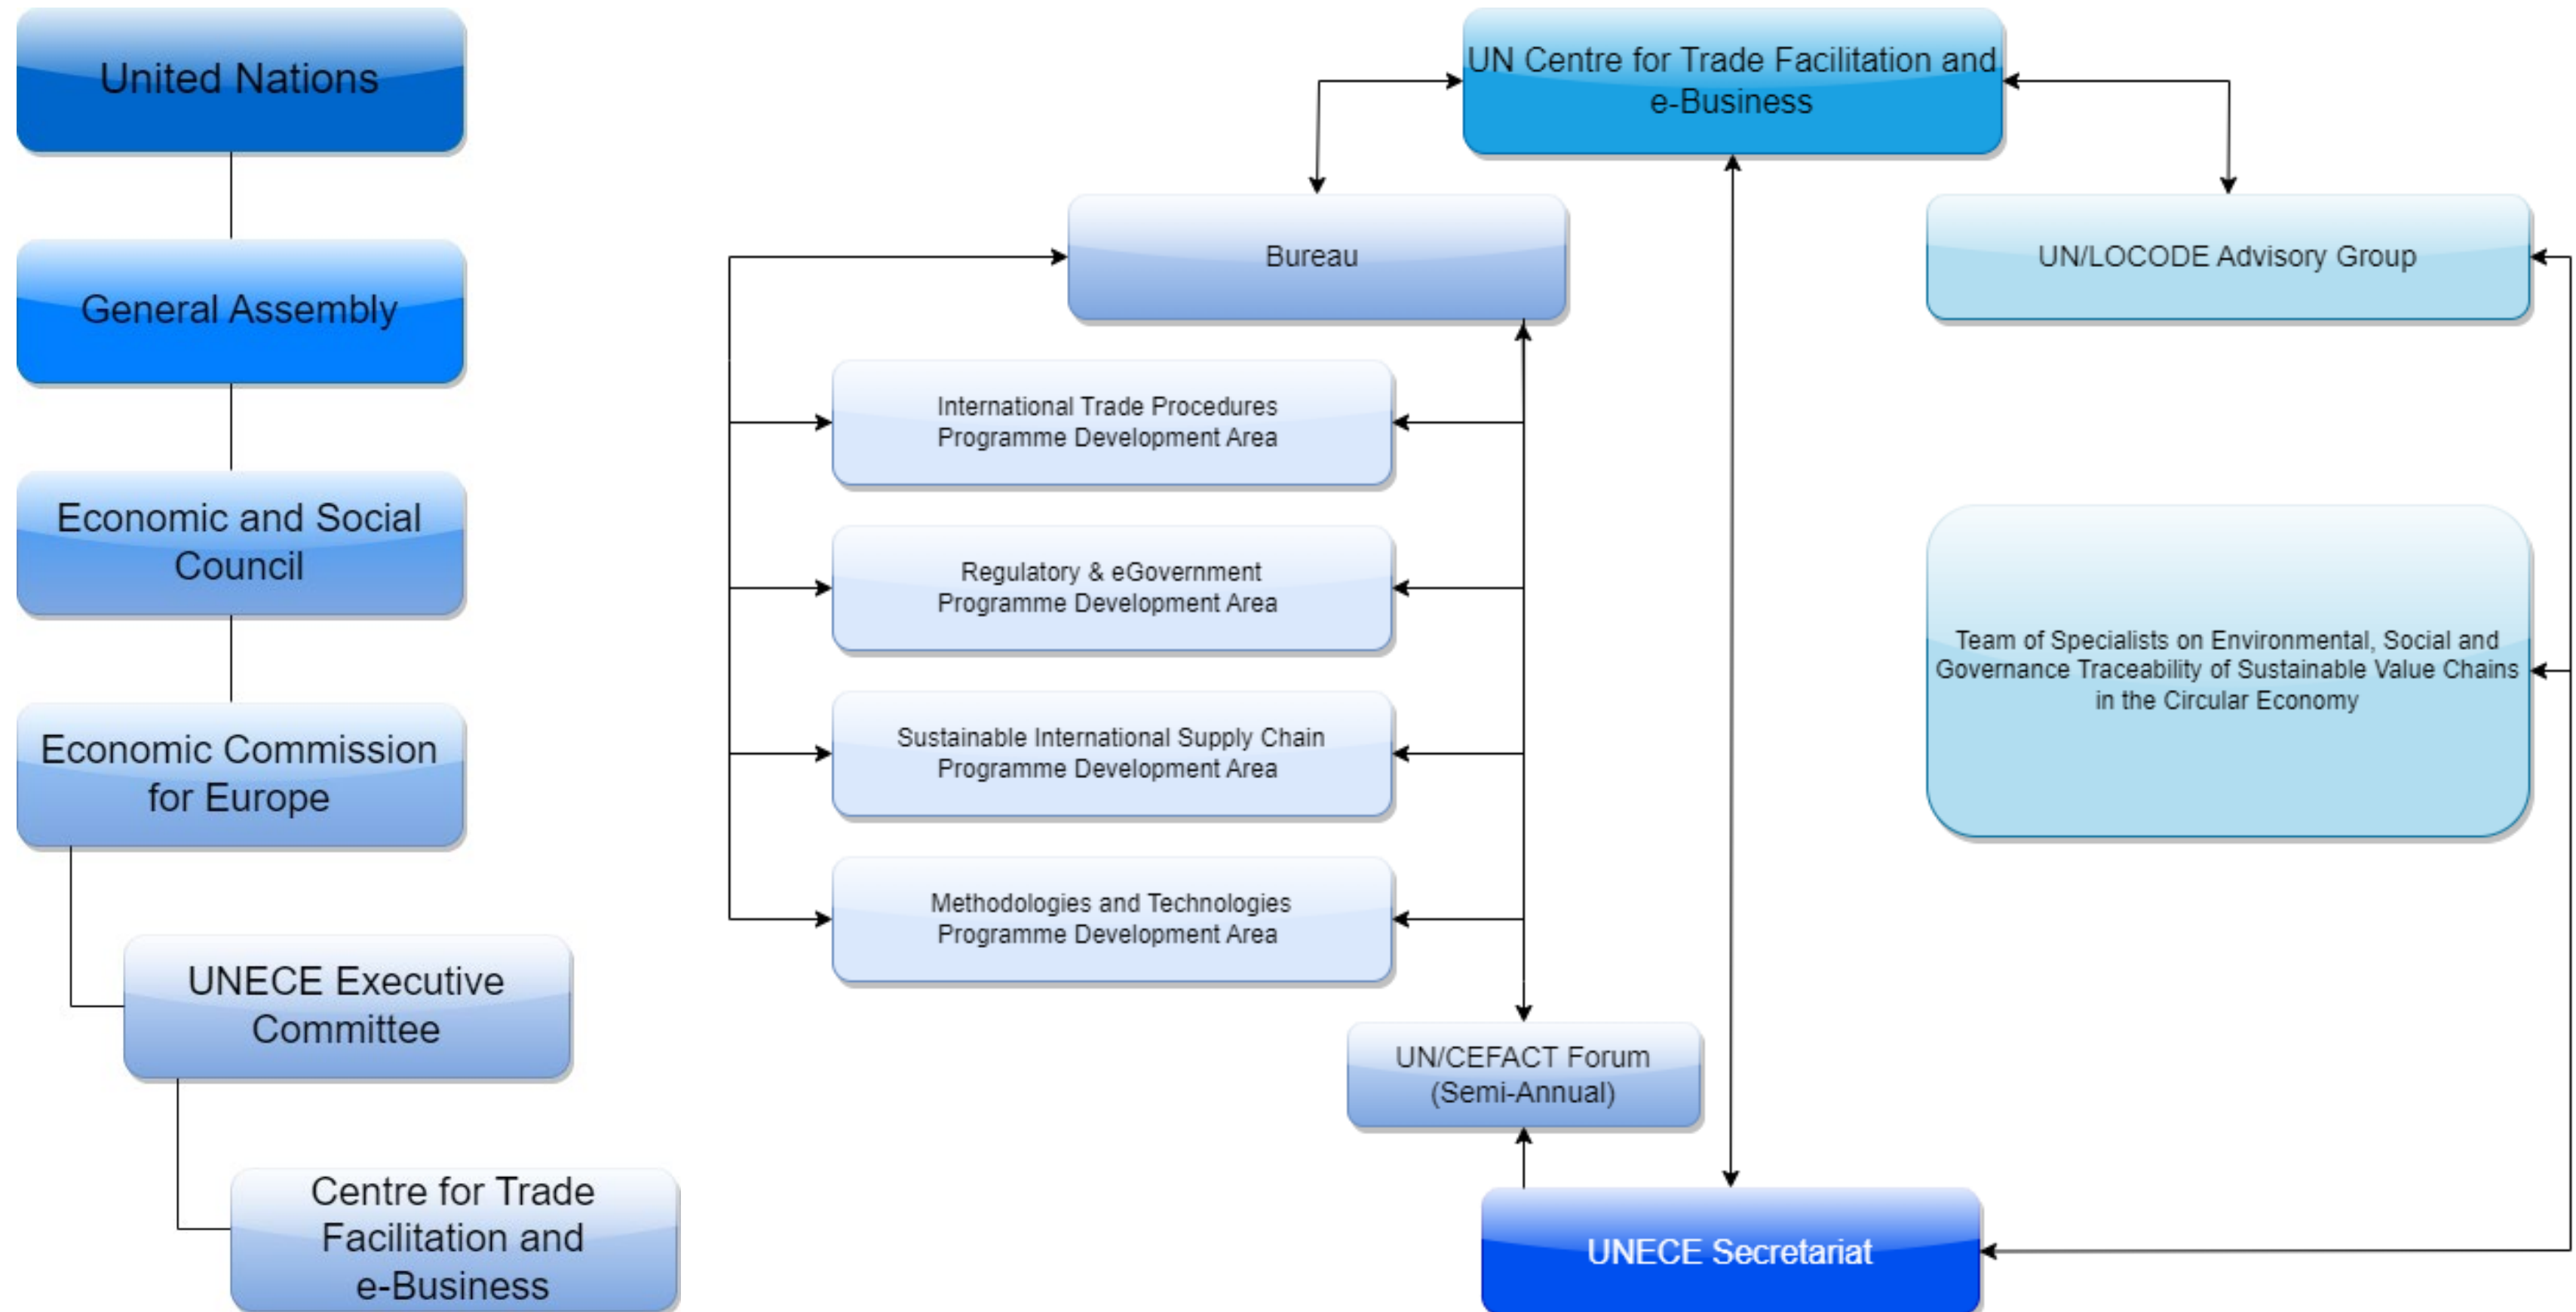 United Nations
General Assembly
Economic and Social
Council
Economic Commission
for Europe
UNECE Executive
Committee
Centre for Trade
Facilitation and
e-Business
UN Centre for Trade Facilitation and
e-Business
Bureau
UN/LOCODE Advisory Group
International Trade Procedures
Programme Development Area
Regulatory & eGovernment
Programme Development Area
Sustainable International Supply Chain
Programme Development Area
Methodologies and Technologies
Programme Development Area
Team of Specialists on Environmental, Social and
Governance Traceability of Sustainable Value Chains
in the Circular Economy
UN/CEFACT Forum
(Semi-Annual)
UNECE Secretariat